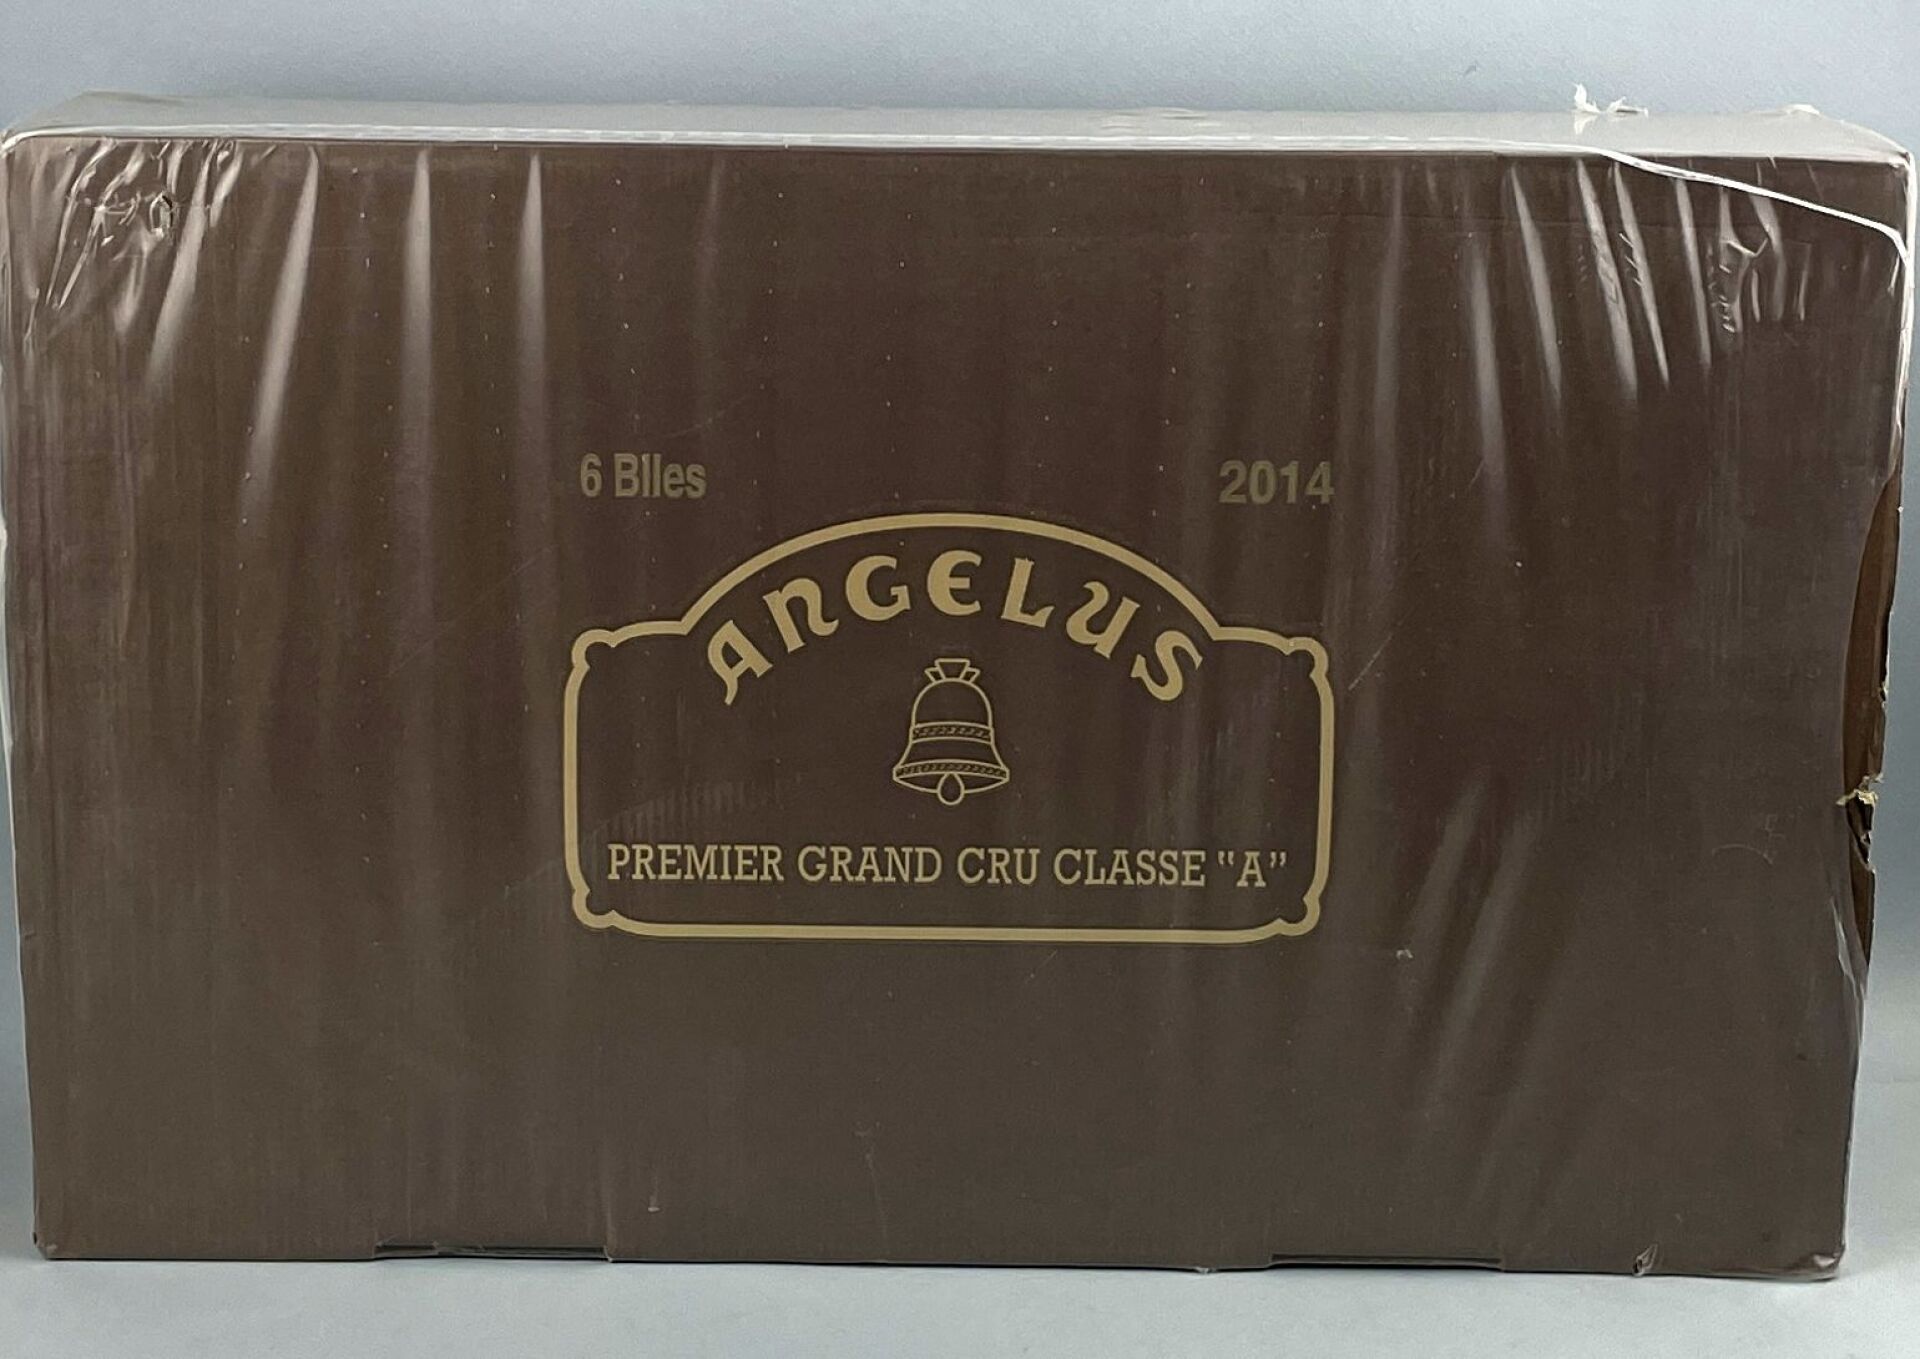 6 Blles 2014
ANGELUS
PREMIER GRAND CRU CLASSE "A"